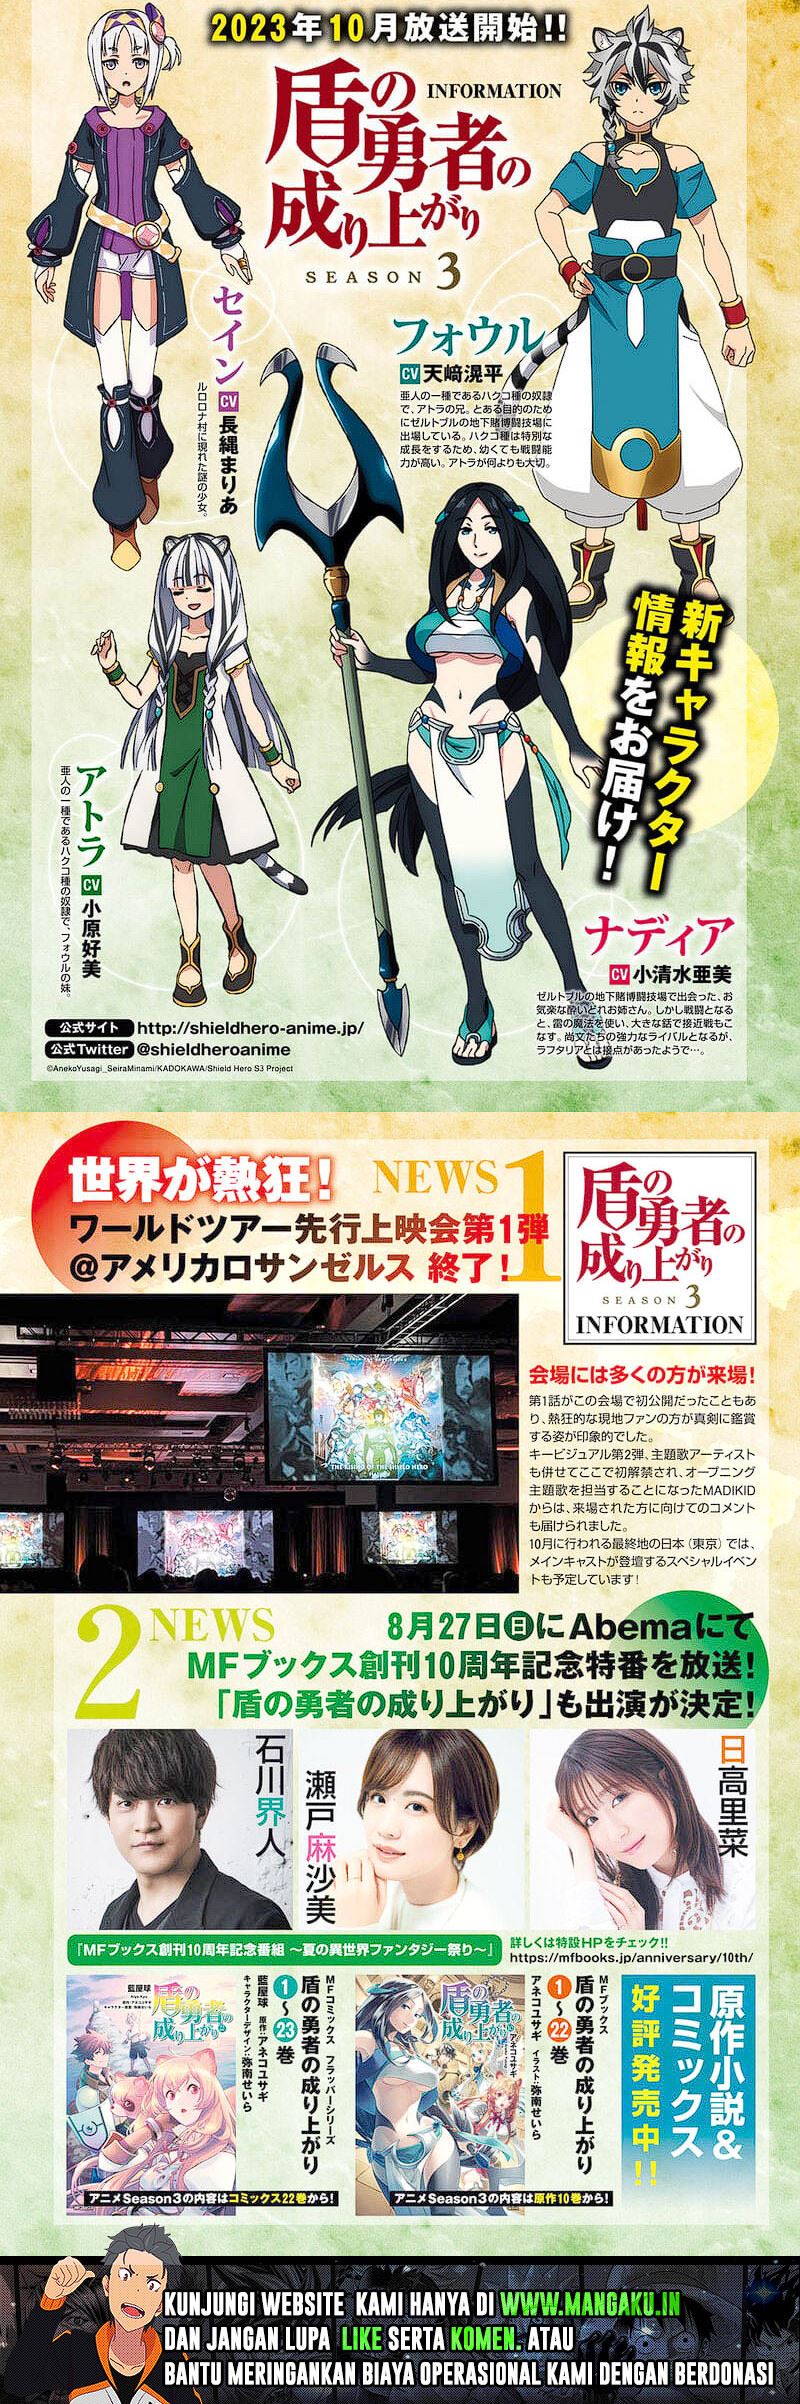 2023年10月放送開始!!
INFORMATION
盾の勇者の
成り上がり
SEASON 3
セイン
CV 長縄まりあ
ルロロナ村に現れた謎の少女。
フォウル
CV 天﨑滉平
亜人の一種であるハクコ種の奴隷
で、アトラの兄。とある目的のため
にゼルトブルの地下賭博闘技場に
出場している。ハクコ種は特別な
成長をするため、幼くても戦闘能
力が高い。アトラが何よりも大切。
新キャラクター
情報をお届け!
アトラ
CV 小原好美
亜人の一種であるハクコ種の奴隷で、フォウルの妹。
ナディア
CV 小清水亜美
ゼルトブルの地下賭博闘技場で出会った、お
気楽な酔いどれお姉さん。しかし戦闘となる
と、雷の魔法を使い、大きな銛で接近戦もこ
なす。尚文たちの強力なライバルとなるが、
ラフタリアとは接点があったようで…。
公式サイト http://shieldhero-anime.jp/
公式Twitter @shieldheroanime
©AnekoYusagi_SeiraMinami/KADOKAWA/Shield Hero S3 Project
世界が熱狂!
NEWS 1
ワールドツアー先行上映会第1弾
@アメリカロサンゼルス 終了!
盾の勇者の
成り上がり
SEASON 3
INFORMATION
THE RISING OF THE SHIELD HERO
会場には多くの方が来場!
第1話がこの会場で初公開だったこともあ
り、熱狂的な現地ファンの方が真剣に鑑賞
する姿が印象的でした。
キービジュアル第2弾、主題歌アーティスト
も併せてここで初解禁され、オープニング
主題歌を担当することになったMADKID
からは、来場された方に向けてのコメント
も届けられました。
10月に行われる最終地の日本(東京)では、
メインキャストが登壇するスペシャルイベン
トも予定しています!
2 NEWS
8月27日(日)にAbemaにて
MFブックス創刊10周年記念特番を放送!
「盾の勇者の成り上がり」も出演が決定!
石川界人
瀬戸麻沙美
日高里菜
「MFブックス創刊10周年記念番組 ～夏の異世界ファンタジー祭り～」
詳しくは特設HPをチェック!!
https://mfbooks.jp/anniversary/10th/
藍屋球
Aiya Kyu
盾の勇者の
成り上がり
MFコミックス フラッパーシリーズ
盾の勇者の成り上がり
1～23巻
藍屋球 原作:アネコユサギ
キャラクターデザイン:弥南せいら
アニメSeason3の内容はコミックス22巻から!
盾の勇者の
成り上がり
アネコユサギ
MFブックス
盾の勇者の成り上がり
1～22巻
アネコユサギ イラスト:弥南せいら
アニメSeason3の内容は原作10巻から!
原作小説&
コミックス
好評発売中!!
KUNJUNGI WEBSITE KAMI HANYA DI WWW.MANGAKU.IN
DAN JANGAN LUPA LIKE SERTA KOMEN. ATAU
BANTU MERINGANKAN BIAYA OPERASIONAL KAMI DENGAN BERDONASI